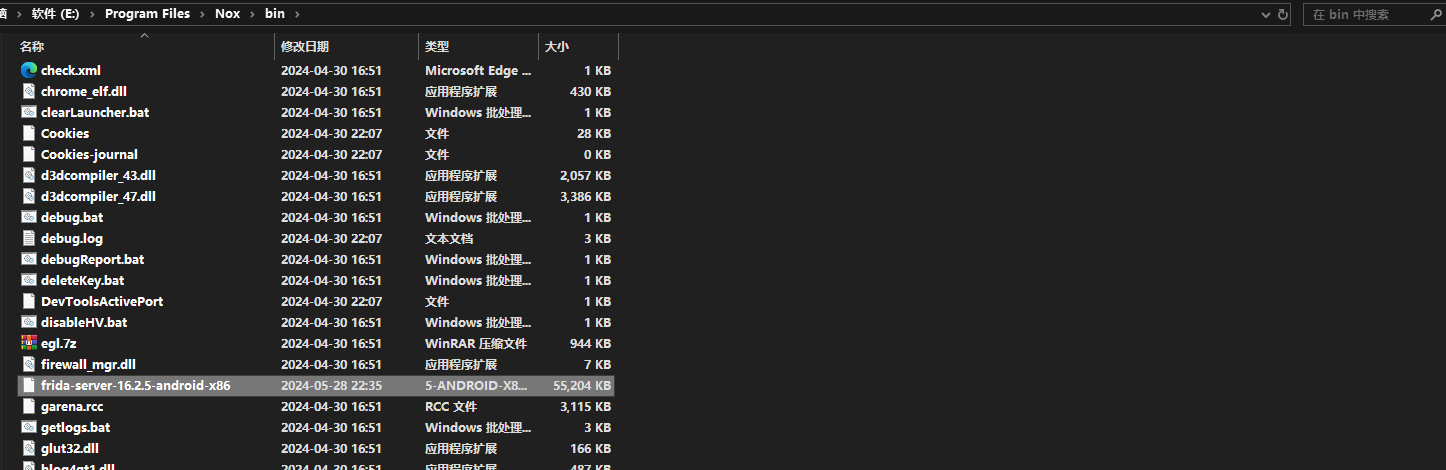 脑 › 软件 (E:) › Program Files › Nox › bin ›
在 bin 中搜索
名称 修改日期 类型 大小
check.xml 2024-04-30 16:51 Microsoft Edge ... 1 KB
chrome_elf.dll 2024-04-30 16:51 应用程序扩展 430 KB
clearLauncher.bat 2024-04-30 16:51 Windows 批处理... 1 KB
Cookies 2024-04-30 22:07 文件 28 KB
Cookies-journal 2024-04-30 22:07 文件 0 KB
d3dcompiler_43.dll 2024-04-30 16:51 应用程序扩展 2,057 KB
d3dcompiler_47.dll 2024-04-30 16:51 应用程序扩展 3,386 KB
debug.bat 2024-04-30 16:51 Windows 批处理... 1 KB
debug.log 2024-04-30 22:07 文本文档 3 KB
debugReport.bat 2024-04-30 16:51 Windows 批处理... 1 KB
deleteKey.bat 2024-04-30 16:51 Windows 批处理... 1 KB
DevToolsActivePort 2024-04-30 22:07 文件 1 KB
disableHV.bat 2024-04-30 16:51 Windows 批处理... 1 KB
egl.7z 2024-04-30 16:51 WinRAR 压缩文件 944 KB
firewall_mgr.dll 2024-04-30 16:51 应用程序扩展 7 KB
frida-server-16.2.5-android-x86 2024-05-28 22:35 5-ANDROID-X8... 55,204 KB
garena.rcc 2024-04-30 16:51 RCC 文件 3,115 KB
getlogs.bat 2024-04-30 16:51 Windows 批处理... 3 KB
glut32.dll 2024-04-30 16:51 应用程序扩展 166 KB
2024-04-30 16:51 应用程序扩展 487 KB